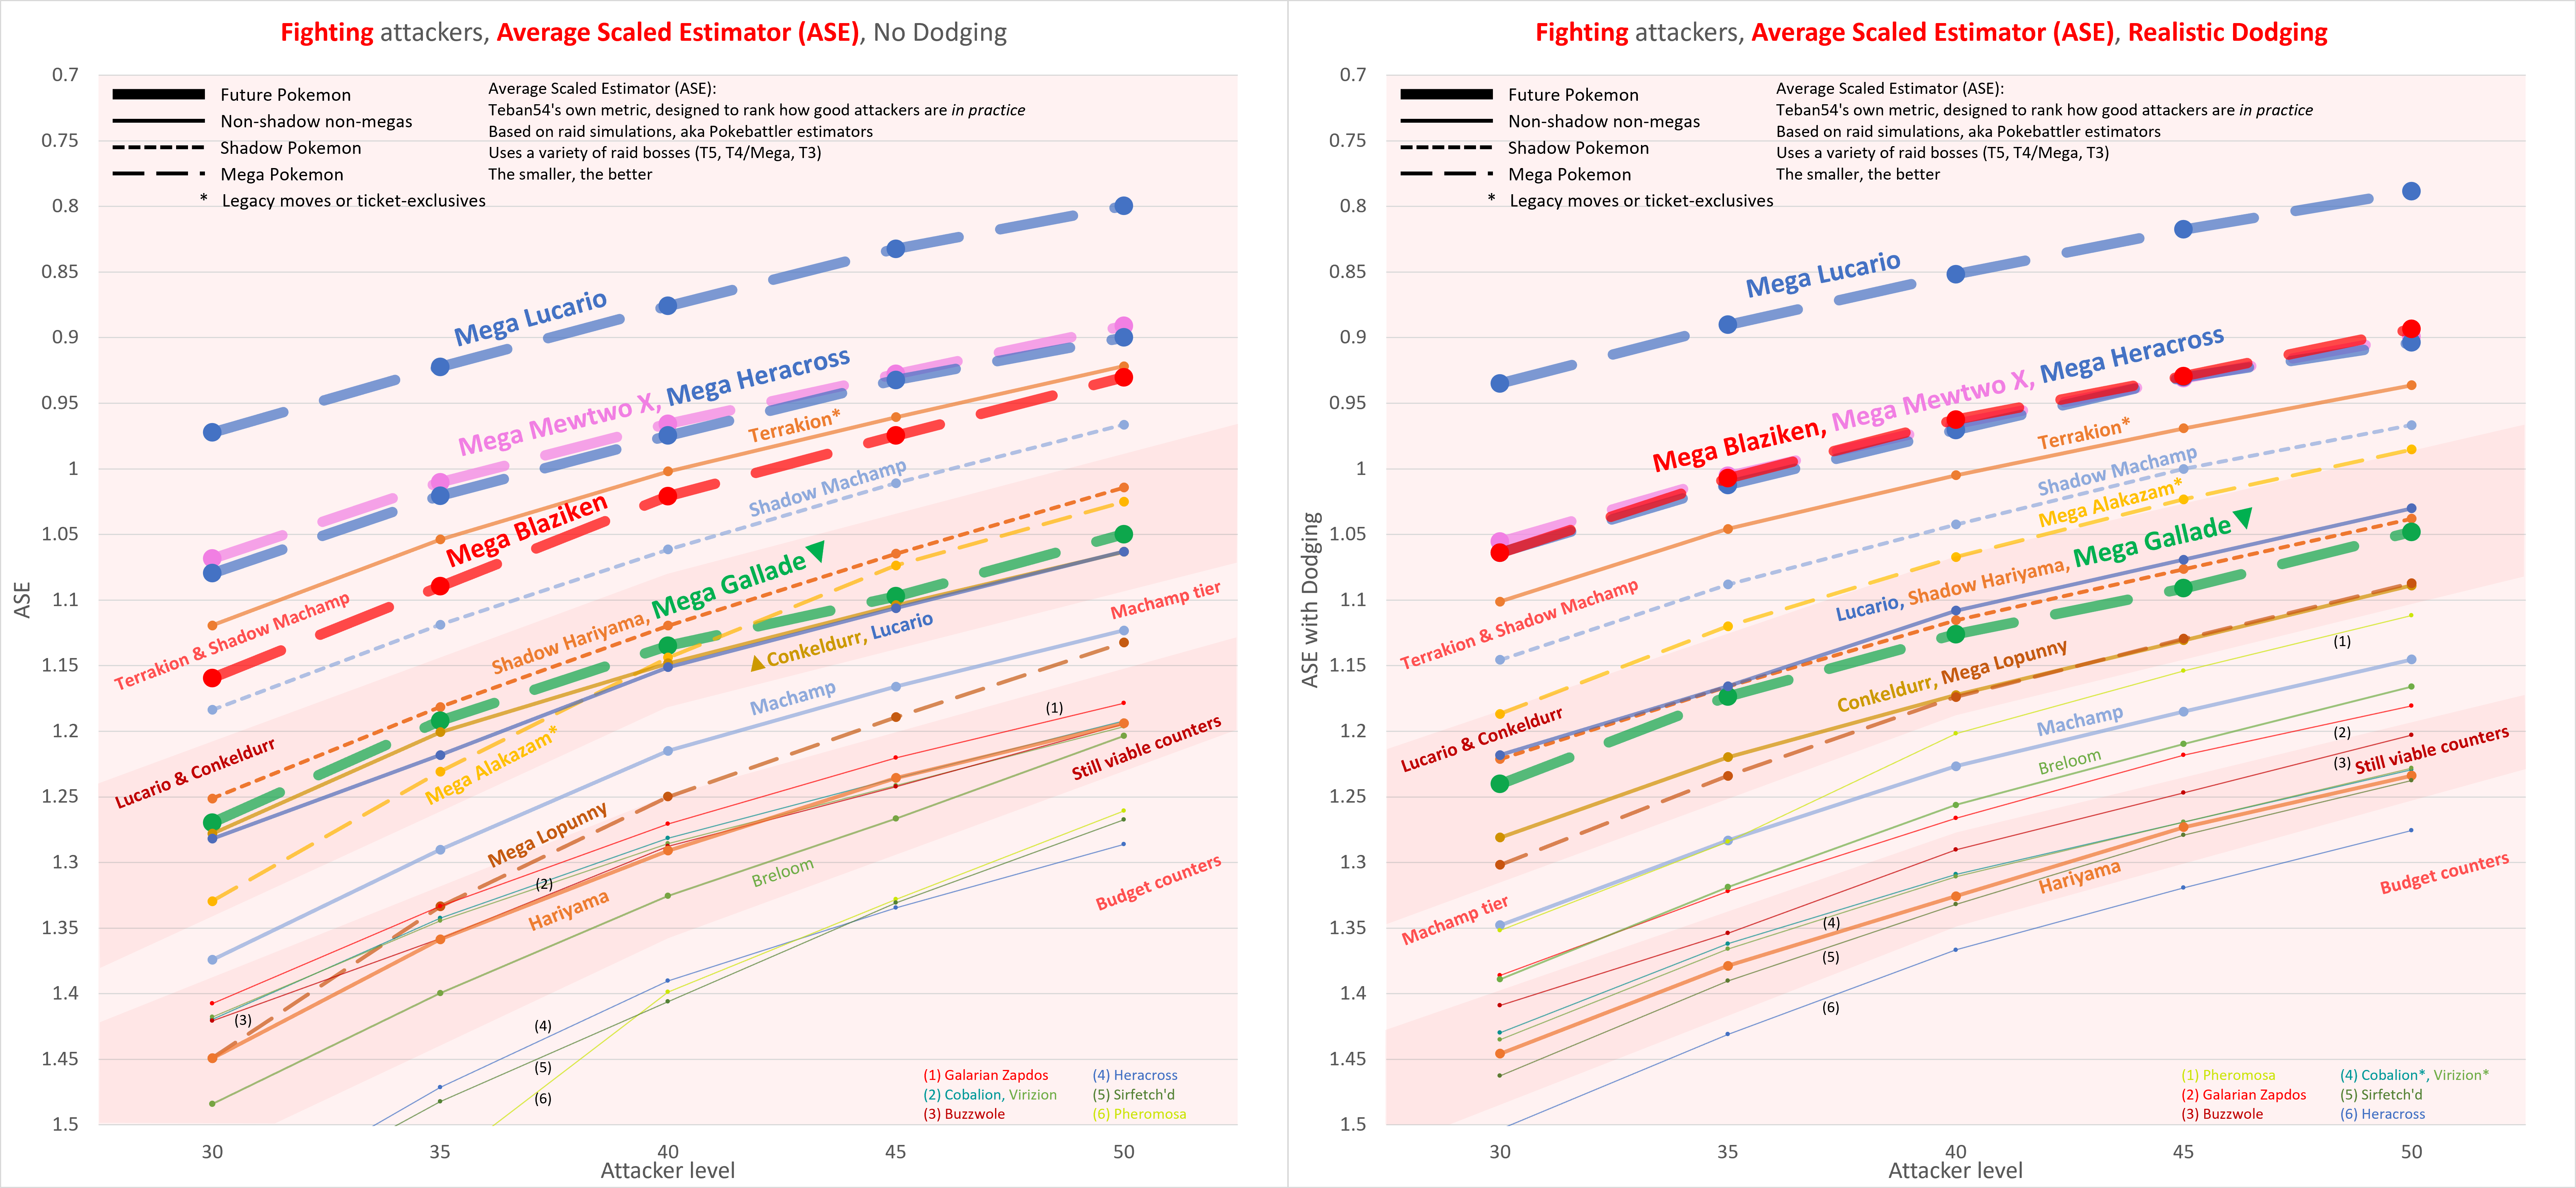 Fighting attackers, Average Scaled Estimator (ASE), No Dodging
0.7
0.75
0.8
0.85
0.9
0.95
1
1.05
1.1
1.15
1.2
1.25
1.3
1.35
1.4
1.45
1.5
ASE
Future Pokemon
Non-shadow non-megas
Shadow Pokemon
Mega Pokemon
* Legacy moves or ticket-exclusives
Average Scaled Estimator (ASE):
Teban54's own metric, designed to rank how good attackers are in practice
Based on raid simulations, aka Pokebattler estimators
Uses a variety of raid bosses (T5, T4/Mega, T3)
The smaller, the better
Mega Lucario
Mega Mewtwo X, Mega Heracross
Terrakion*
Shadow Machamp
Mega Blaziken
Terrakion & Shadow Machamp
Shadow Hariyama, Mega Gallade ▼
▲ Conkeldurr, Lucario
Machamp tier
Machamp
(1)
Mega Alakazam*
Lucario & Conkeldurr
Still viable counters
Mega Lopunny
(2)
Hariyama
Breloom
Budget counters
(3)
(4)
(5)
(6)
(1) Galarian Zapdos
(2) Cobalion, Virizion
(3) Buzzwole
(4) Heracross
(5) Sirfetch'd
(6) Pheromosa
30
35
40
45
50
Attacker level
Fighting attackers, Average Scaled Estimator (ASE), Realistic Dodging
0.7
0.75
0.8
0.85
0.9
0.95
1
1.05
1.1
1.15
1.2
1.25
1.3
1.35
1.4
1.45
1.5
ASE with Dodging
Future Pokemon
Non-shadow non-megas
Shadow Pokemon
Mega Pokemon
* Legacy moves or ticket-exclusives
Average Scaled Estimator (ASE):
Teban54's own metric, designed to rank how good attackers are in practice
Based on raid simulations, aka Pokebattler estimators
Uses a variety of raid bosses (T5, T4/Mega, T3)
The smaller, the better
Mega Lucario
Mega Blaziken, Mega Mewtwo X, Mega Heracross
Terrakion*
Shadow Machamp
Mega Alakazam*
Terrakion & Shadow Machamp
Lucario, Shadow Hariyama, Mega Gallade ▼
Conkeldurr, Mega Lopunny
(1)
Machamp
Lucario & Conkeldurr
Breloom
(2)
(3)
Still viable counters
Hariyama
Budget counters
Machamp tier
(4)
(5)
(6)
(1) Pheromosa
(2) Galarian Zapdos
(3) Buzzwole
(4) Cobalion*, Virizion*
(5) Sirfetch'd
(6) Heracross
30
35
40
45
50
Attacker level